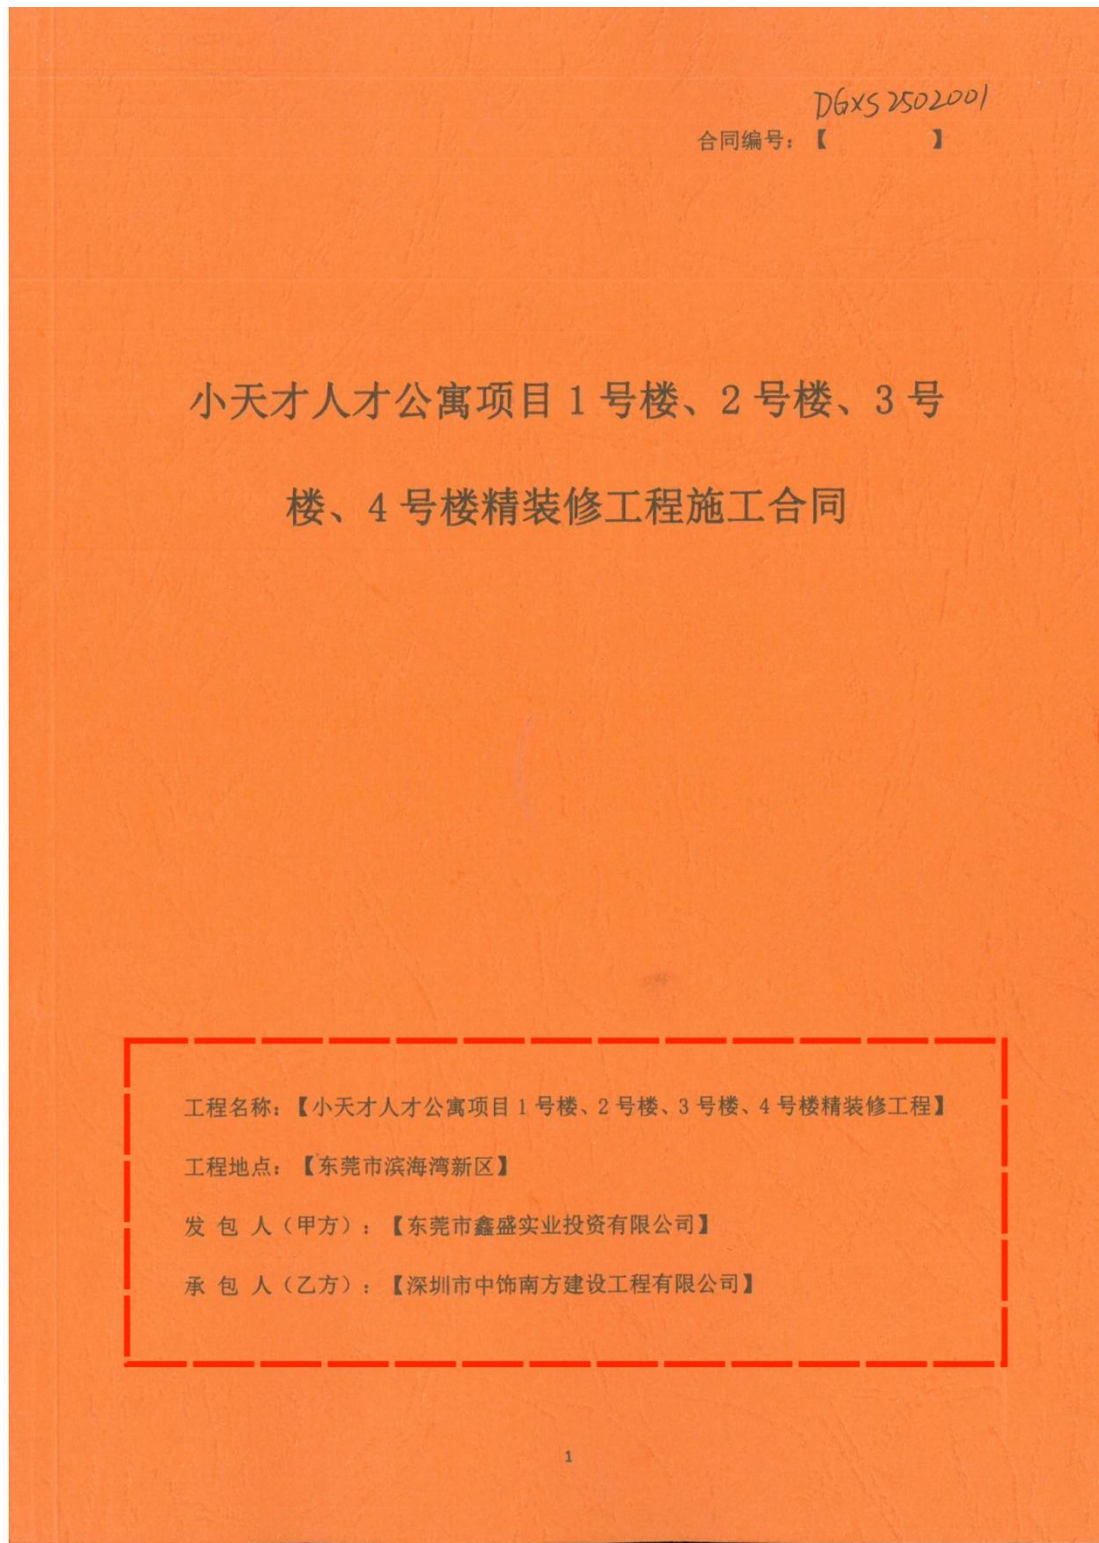 DGXS2502001
合同编号：【 】
小天才人才公寓项目1号楼、2号楼、3号
楼、4号楼精装修工程施工合同
工程名称：【小天才人才公寓项目1号楼、2号楼、3号楼、4号楼精装修工程】
工程地点：【东莞市滨海湾新区】
发 包 人（甲方）：【东莞市鑫盛实业投资有限公司】
承 包 人（乙方）：【深圳市中饰南方建设工程有限公司】
1